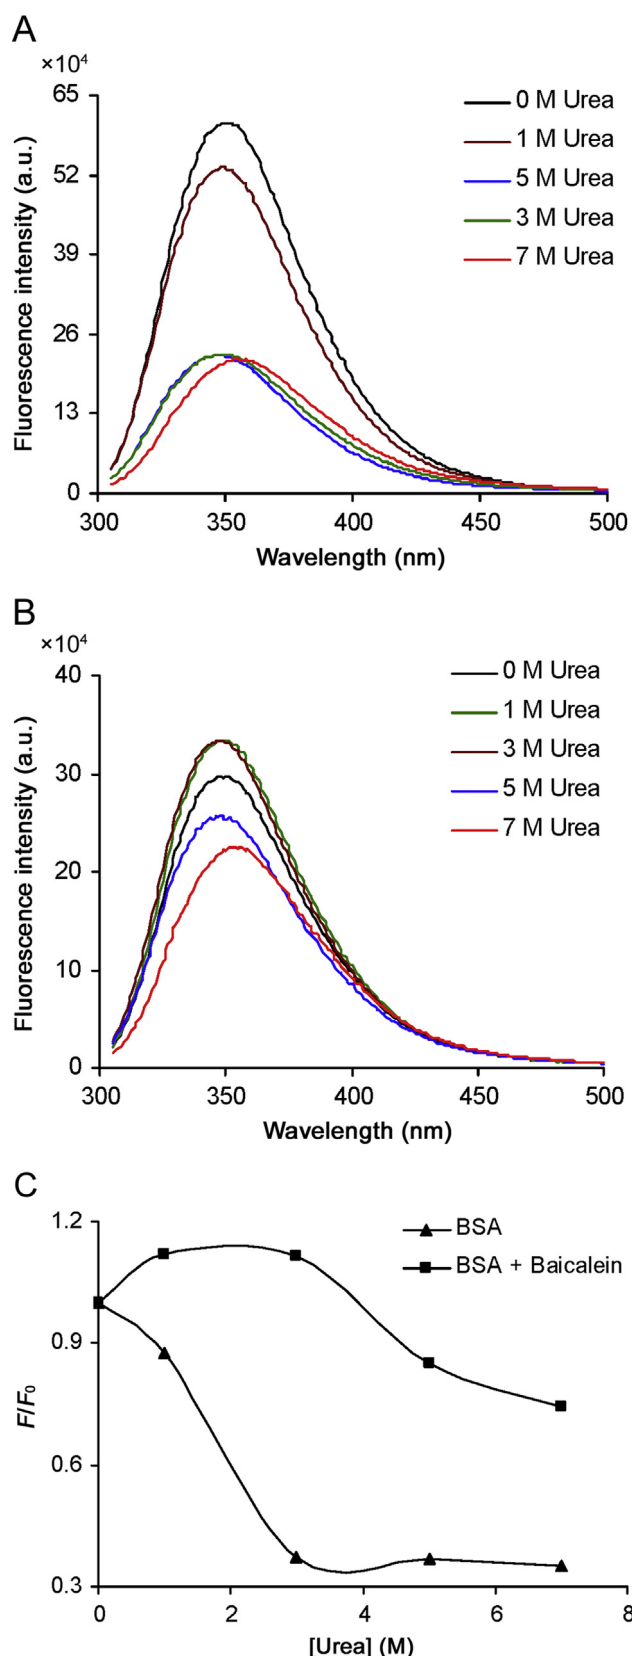 A
×10⁴
65
52
39
26
13
0
Fluorescence intensity (a.u.)
0 M Urea
1 M Urea
5 M Urea
3 M Urea
7 M Urea
300 350 400 450 500
Wavelength (nm)
B
×10⁴
40
30
20
10
0
Fluorescence intensity (a.u.)
0 M Urea
1 M Urea
3 M Urea
5 M Urea
7 M Urea
300 350 400 450 500
Wavelength (nm)
C
1.2
0.9
0.6
0.3
F/F₀
BSA
BSA + Baicalein
0 2 4 6 8
[Urea] (M)